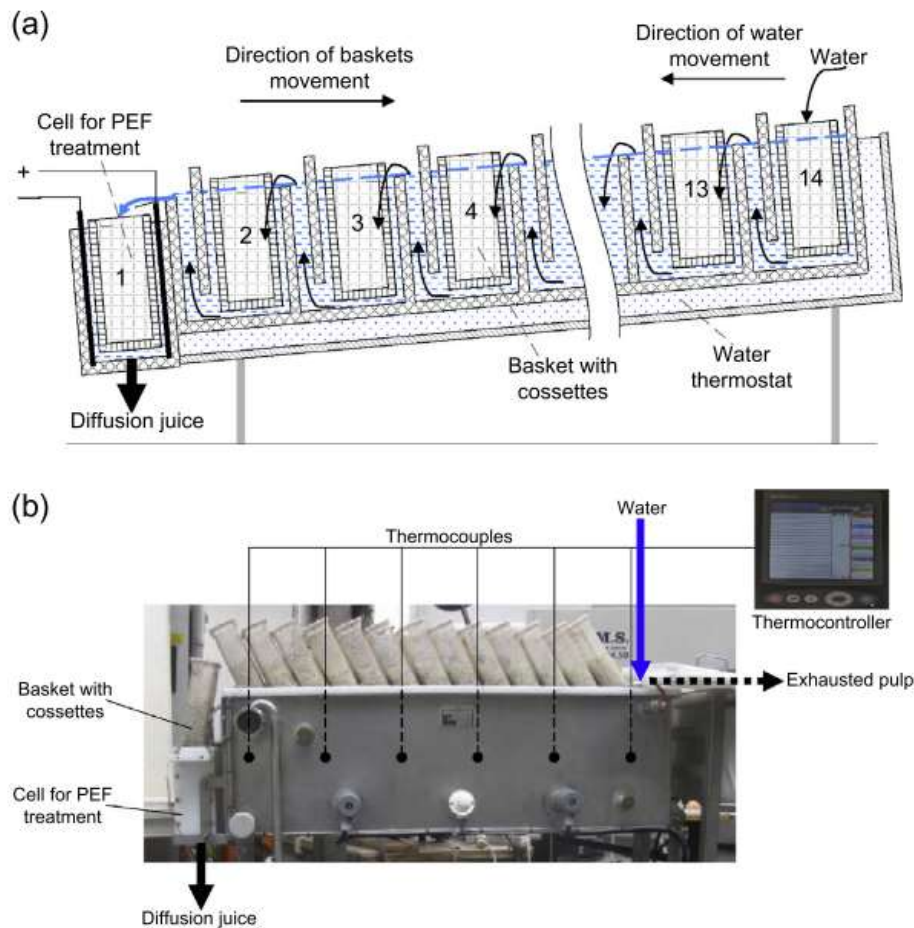 (a)
Direction of baskets
movement
Direction of water
movement
Water
Cell for PEF
treatment
+
1
2
3
4
13
14
Basket with
cossettes
Water
thermostat
Diffusion juice
(b)
Water
Thermocouples
Thermocontroller
M.S.
Exhausted pulp
Basket with
cossettes
Cell for PEF
treatment
Diffusion juice